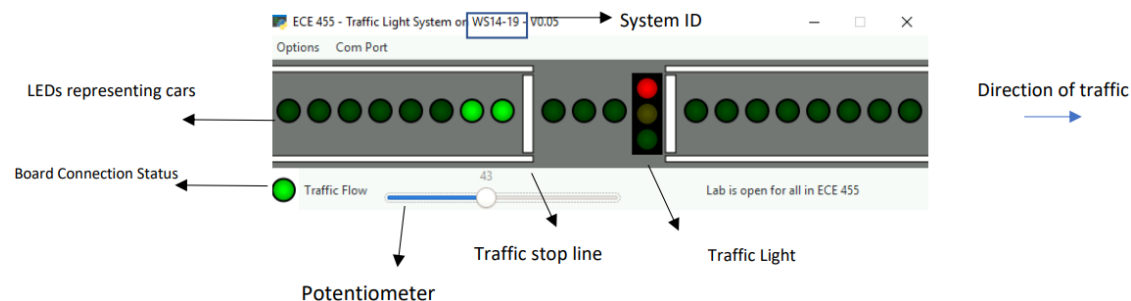 ECE 455 - Traffic Light System on WS14-19 - V0.05
System ID
Options Com Port
LEDs representing cars
Direction of traffic
Board Connection Status
Traffic Flow
43
Lab is open for all in ECE 455
Traffic stop line
Traffic Light
Potentiometer